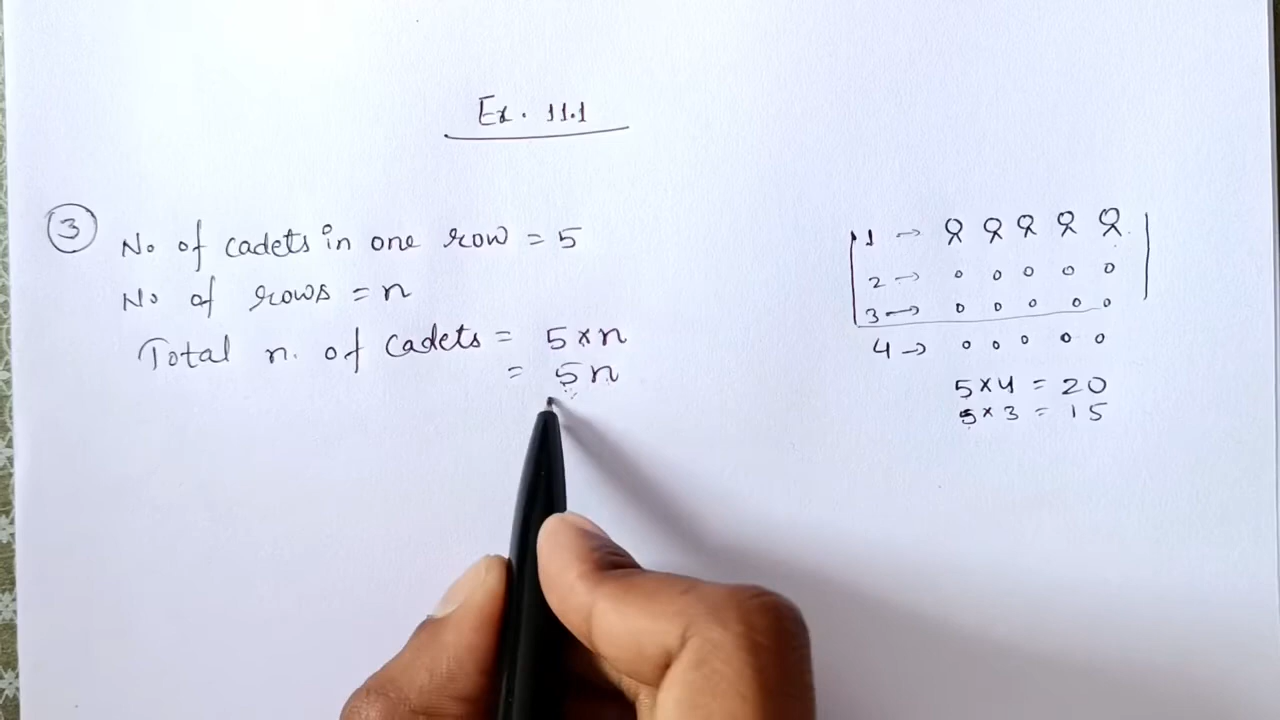 Ex. 11.1
3 No of cadets in one row = 5
No of rows = n
Total n. of cadets = 5 × n
= 5n
1 →
2 →
3 →
4 →
5 × 4 = 20
5 × 3 = 15